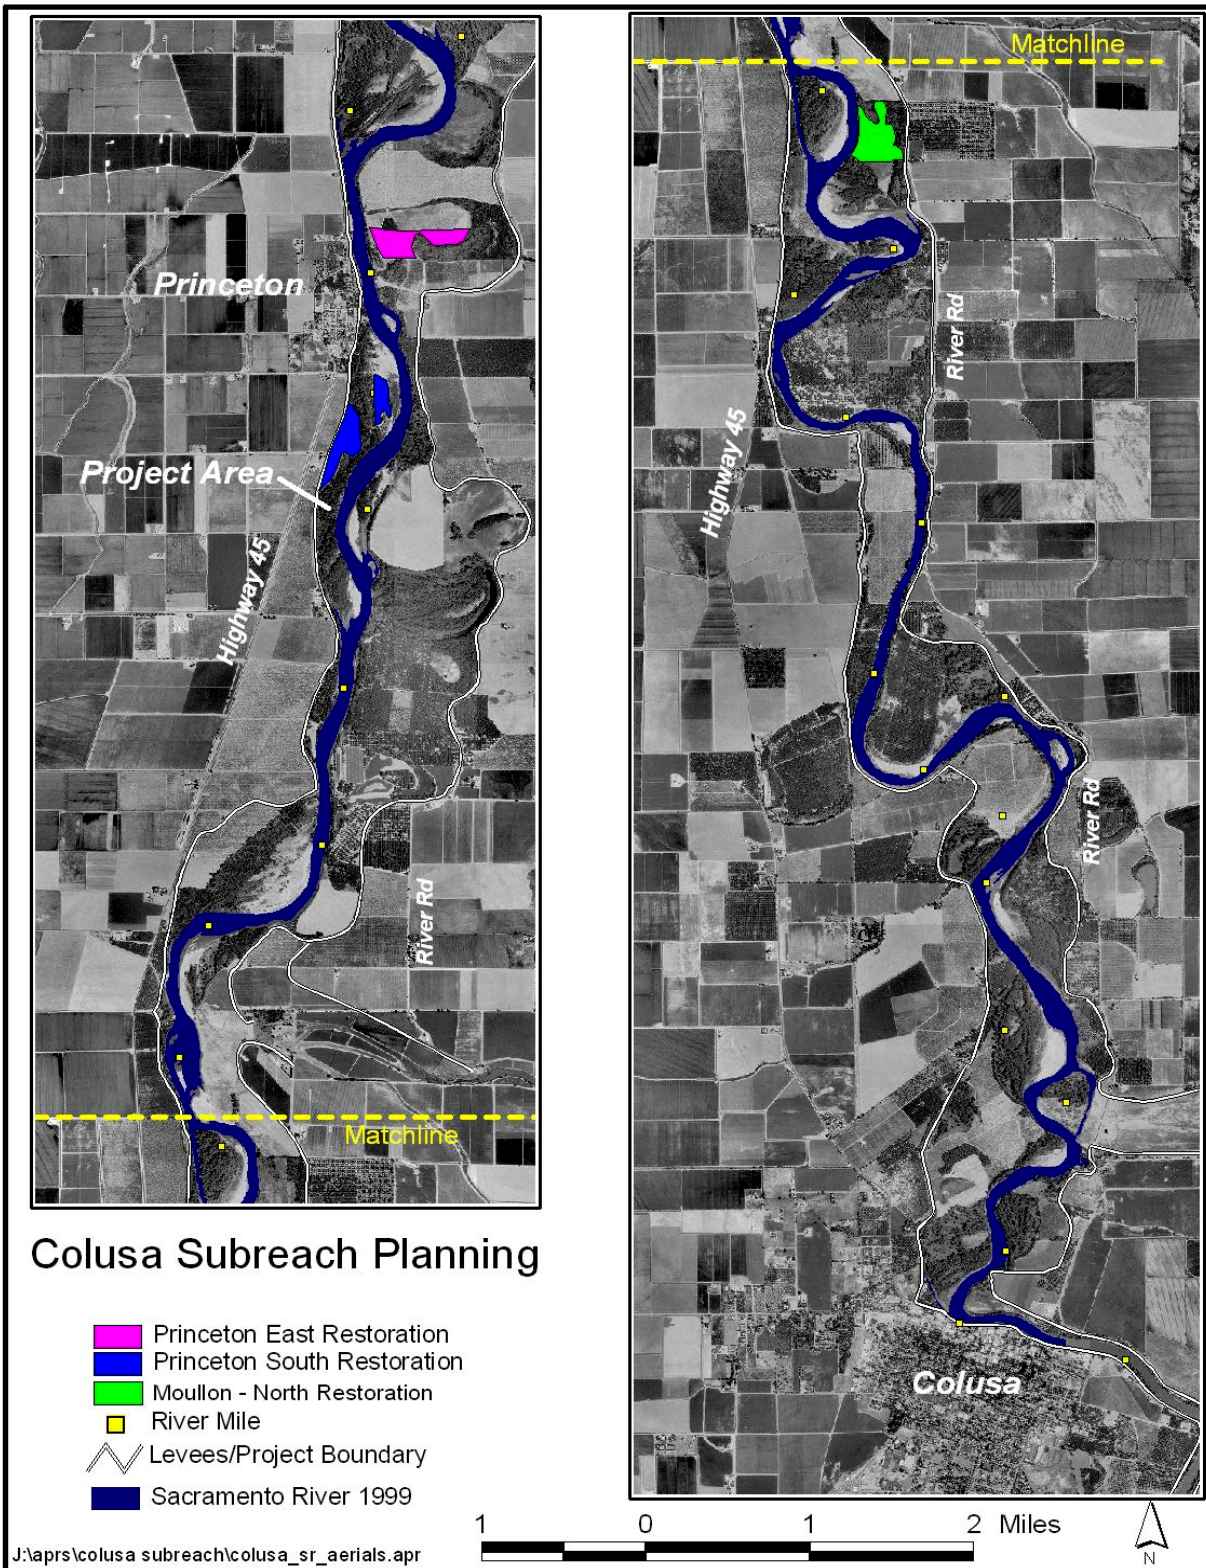 Princeton
Project Area
Highway 45
River Rd
Matchline
Matchline
River Rd
Highway 45
River Rd
Colusa
Colusa Subreach Planning
Princeton East Restoration
Princeton South Restoration
Moullon - North Restoration
River Mile
Levees/Project Boundary
Sacramento River 1999
1 0 1 2 Miles
N
J:\aprs\colusa subreach\colusa_sr_aerials.apr